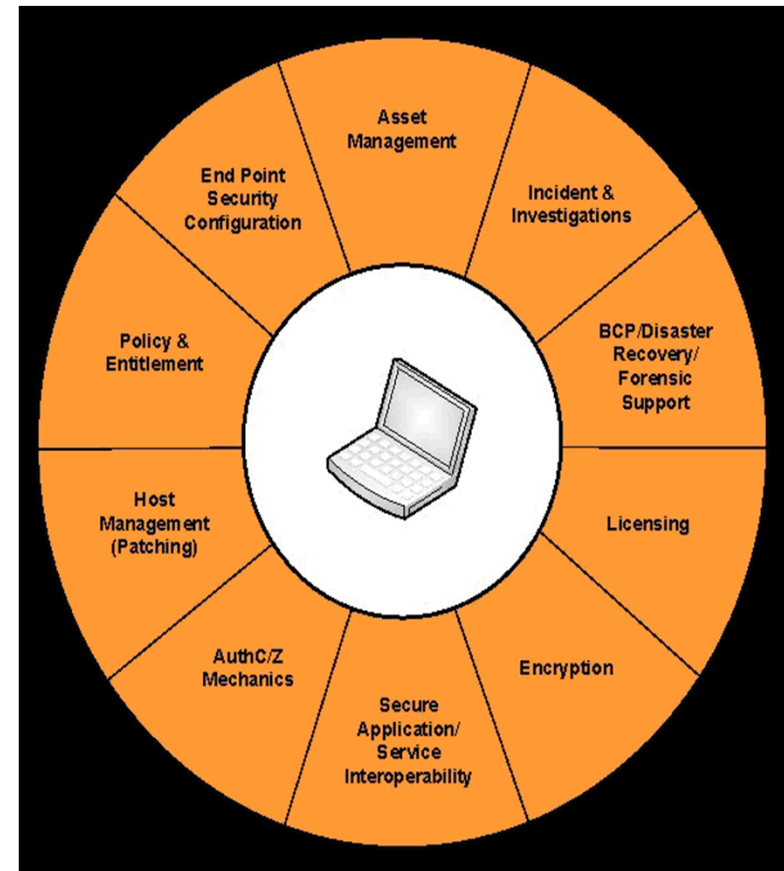 Asset
Management
Incident &
Investigations
BCP/Disaster
Recovery/
Forensic
Support
Licensing
Encryption
Secure
Application/
Service
Interoperability
AuthC/Z
Mechanics
Host
Management
(Patching)
Policy &
Entitlement
End Point
Security
Configuration